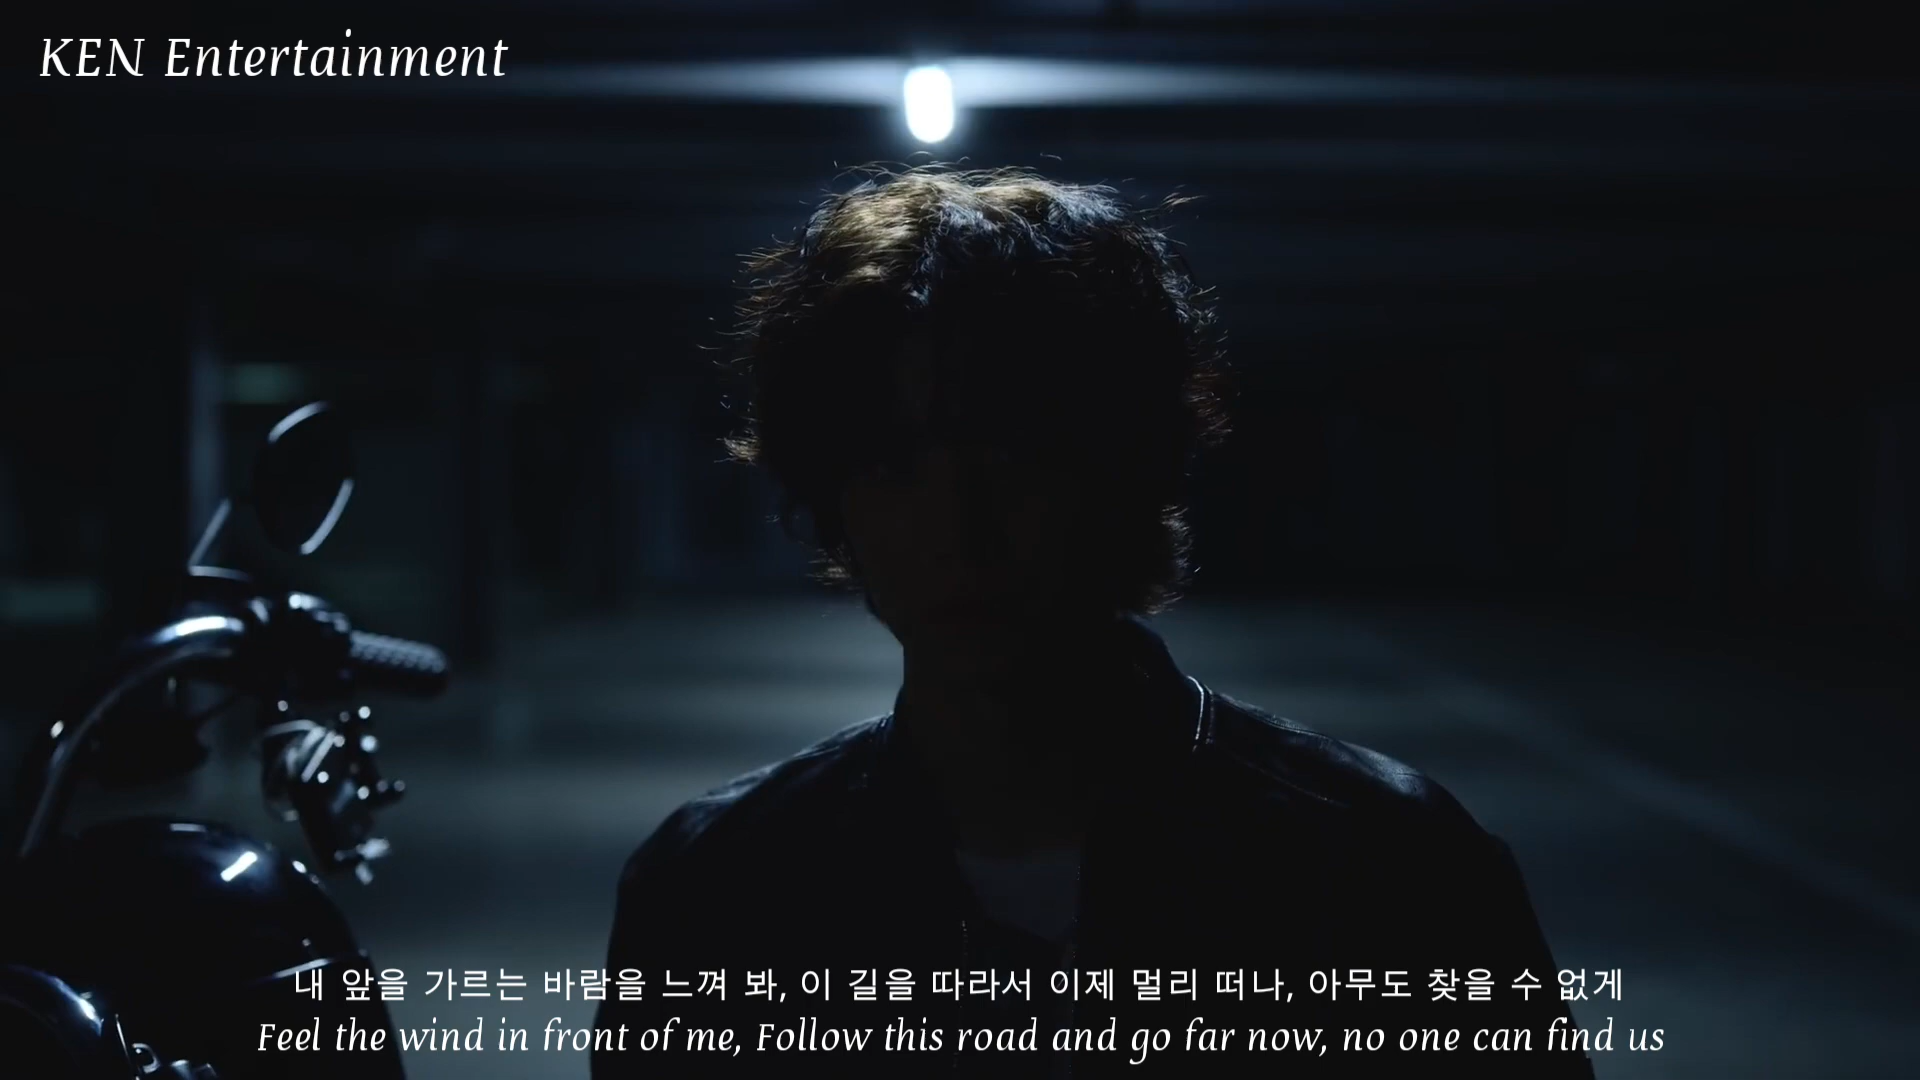 KEN Entertainment
내 앞을 가르는 바람을 느껴 봐, 이 길을 따라서 이제 멀리 떠나, 아무도 찾을 수 없게
Feel the wind in front of me, Follow this road and go far now, no one can find us